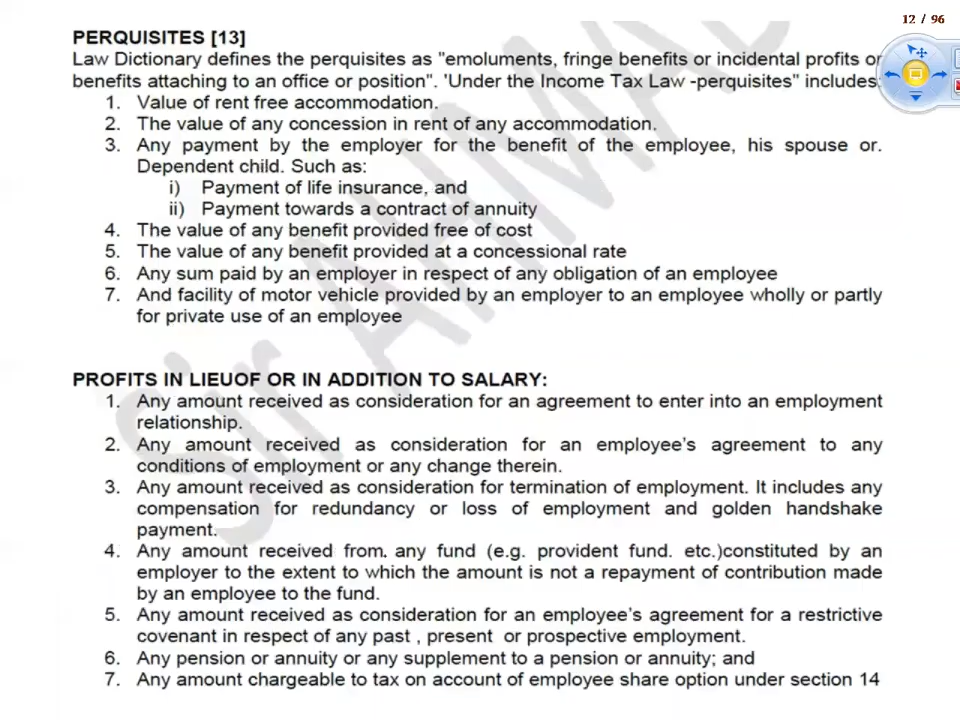 12 / 96
PERQUISITES [13]
Law Dictionary defines the perquisites as "emoluments, fringe benefits or incidental profits or
benefits attaching to an office or position". 'Under the Income Tax Law -perquisites" includes:
1. Value of rent free accommodation.
2. The value of any concession in rent of any accommodation.
3. Any payment by the employer for the benefit of the employee, his spouse or.
Dependent child. Such as:
i) Payment of life insurance, and
ii) Payment towards a contract of annuity
4. The value of any benefit provided free of cost
5. The value of any benefit provided at a concessional rate
6. Any sum paid by an employer in respect of any obligation of an employee
7. And facility of motor vehicle provided by an employer to an employee wholly or partly
for private use of an employee
PROFITS IN LIEUOF OR IN ADDITION TO SALARY:
1. Any amount received as consideration for an agreement to enter into an employment
relationship.
2. Any amount received as consideration for an employee's agreement to any
conditions of employment or any change therein.
3. Any amount received as consideration for termination of employment. It includes any
compensation for redundancy or loss of employment and golden handshake
payment.
4. Any amount received from. any fund (e.g. provident fund. etc.)constituted by an
employer to the extent to which the amount is not a repayment of contribution made
by an employee to the fund.
5. Any amount received as consideration for an employee's agreement for a restrictive
covenant in respect of any past , present or prospective employment.
6. Any pension or annuity or any supplement to a pension or annuity; and
7. Any amount chargeable to tax on account of employee share option under section 14
Sir AHMAD